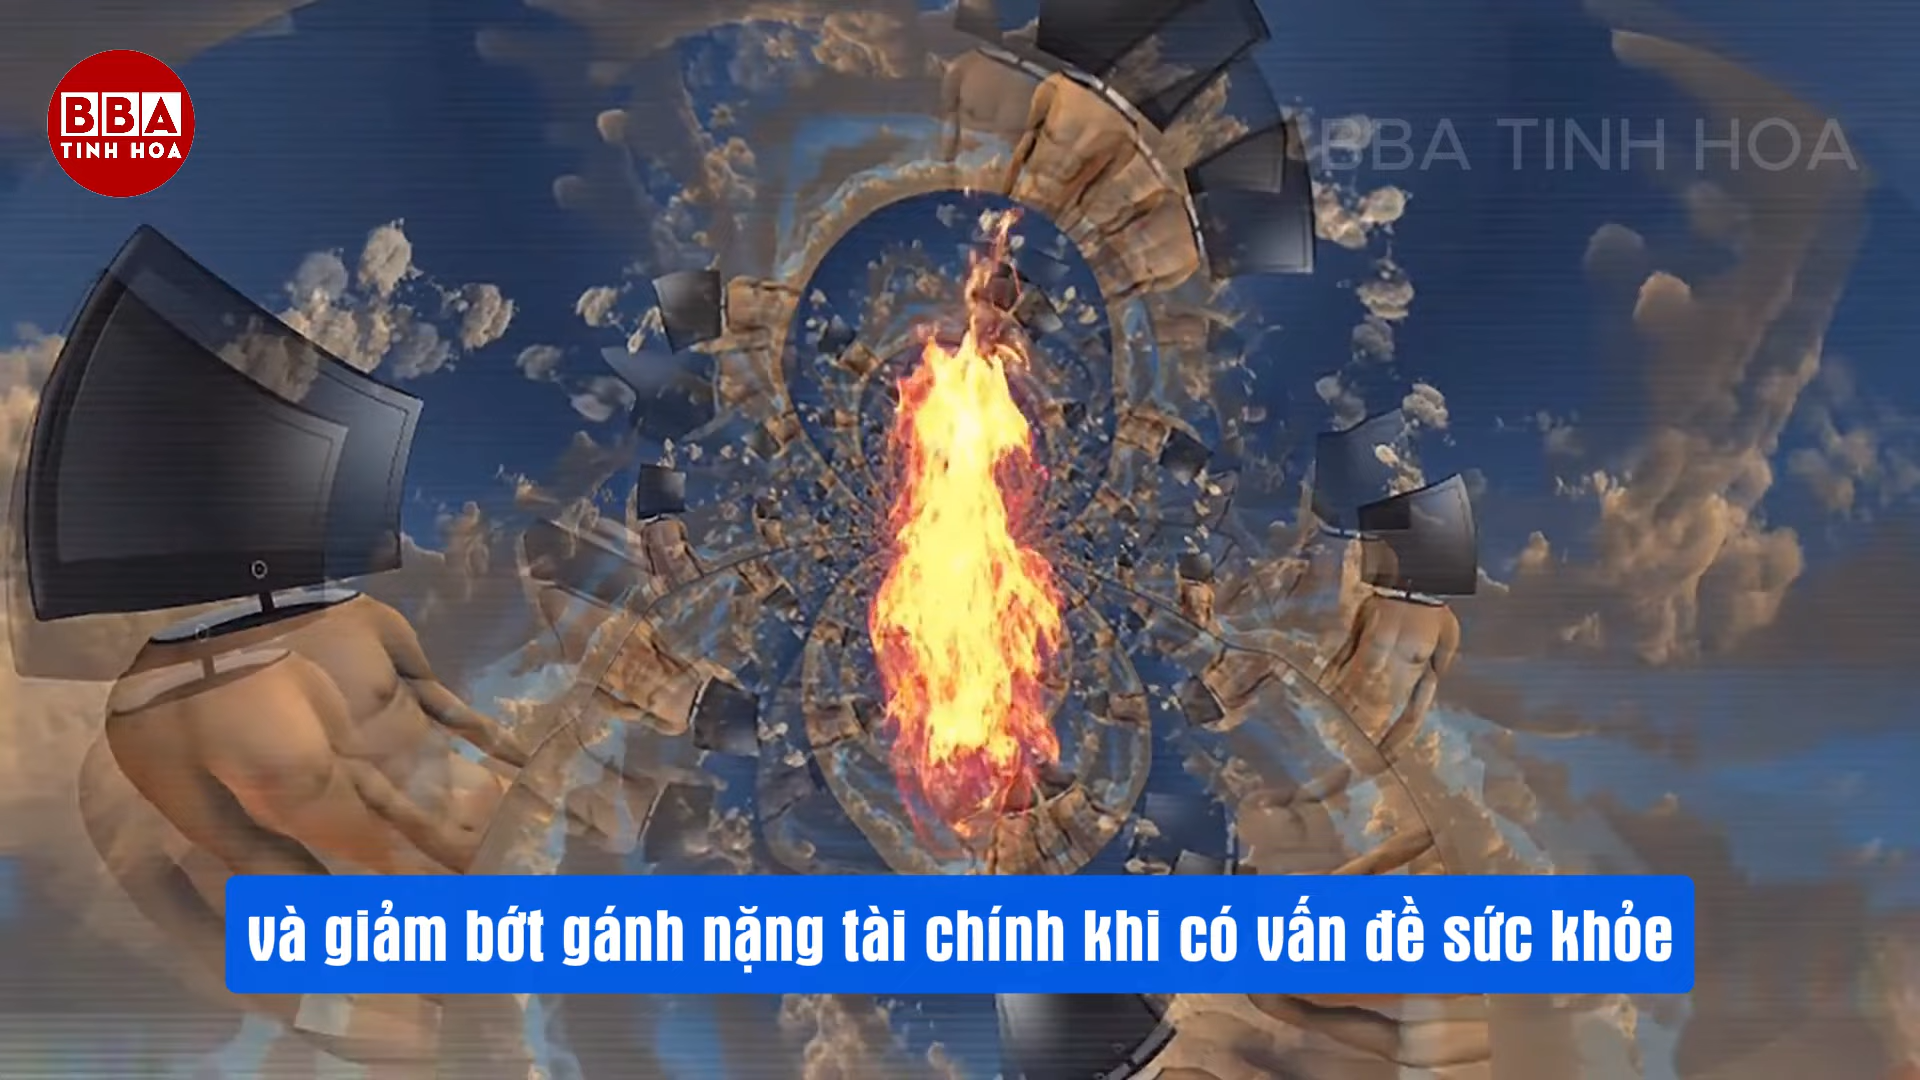 BBA
TINH HOA
BBA TINH HOA
và giảm bớt gánh nặng tài chính khi có vấn đề sức khỏe